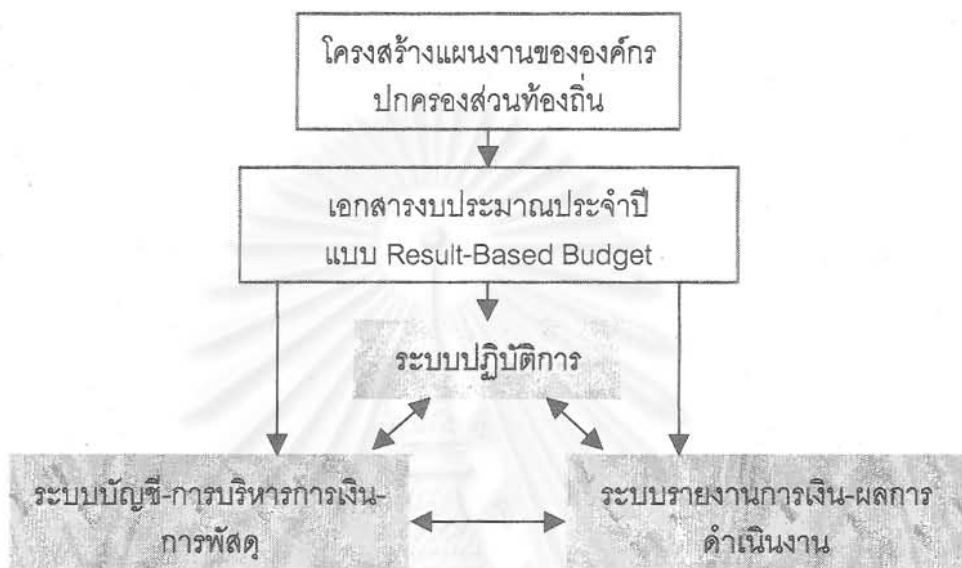 โครงสร้างแผนงานขององค์กร
ปกครองส่วนท้องถิ่น
เอกสารงบประมาณประจำปี
แบบ Result-Based Budget
ระบบปฏิบัติการ
ระบบบัญชี-การบริหารการเงิน-
การพัสดุ
ระบบรายงานการเงิน-ผลการ
ดำเนินงาน